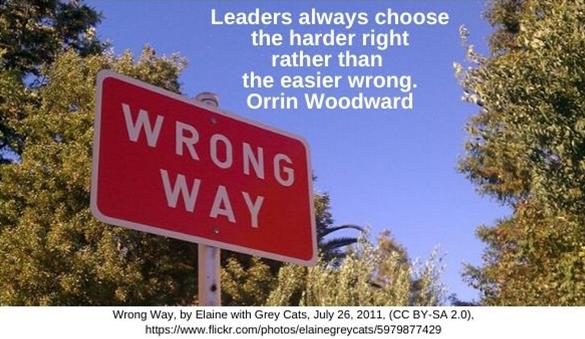 Leaders always choose
the harder right
rather than
the easier wrong.
Orrin Woodward
WRONG
WAY
Wrong Way, by Elaine with Grey Cats, July 26, 2011, (CC BY-SA 2.0),
https://www.flickr.com/photos/elainegreycats/5979877429